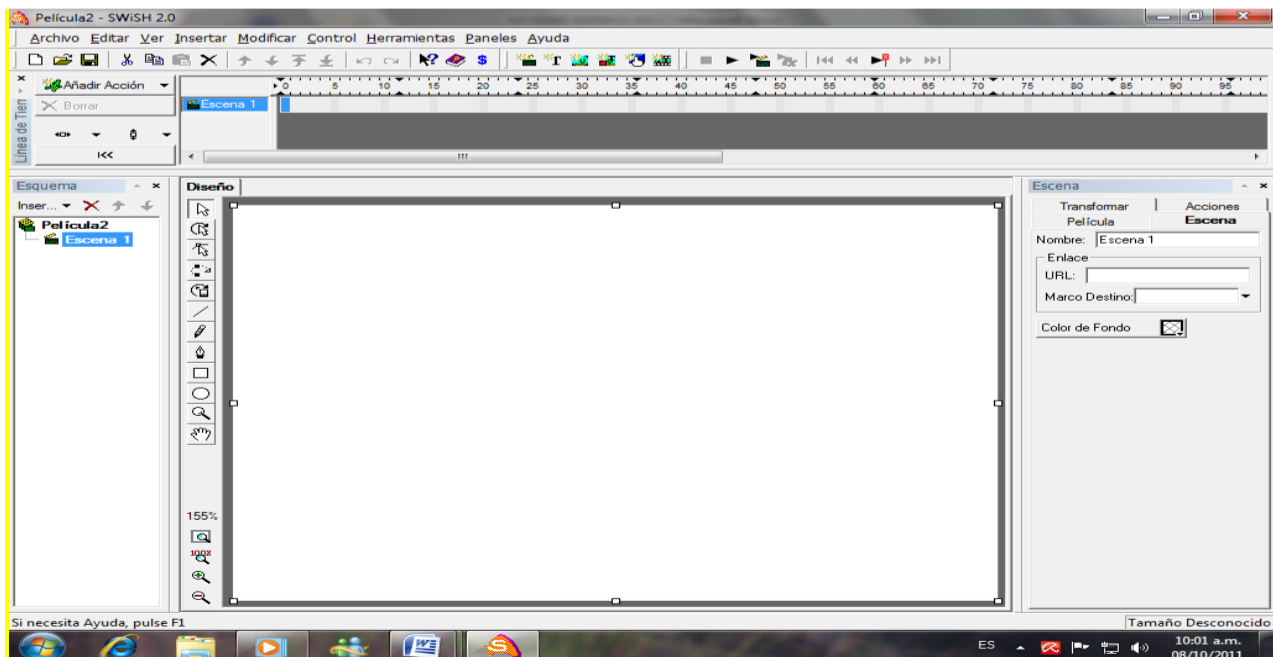 Película2 - SWiSH 2.0
Archivo Editar Ver Insertar Modificar Control Herramientas Paneles Ayuda
Añadir Acción
0 5 10 15 20 25 30 35 40 45 50 55 60 65 70 75 80 85 90 95
Borrar
Escena 1
Línea de Tien
Esquema
Diseño
Escena
Inser...
Transformar Acciones
Película Escena
Película2
Escena 1
Nombre: Escena 1
Enlace
URL:
Marco Destino:
Color de Fondo
155%
100%
Si necesita Ayuda, pulse F1
Tamaño Desconocido
ES
10:01 a.m.
08/10/2011